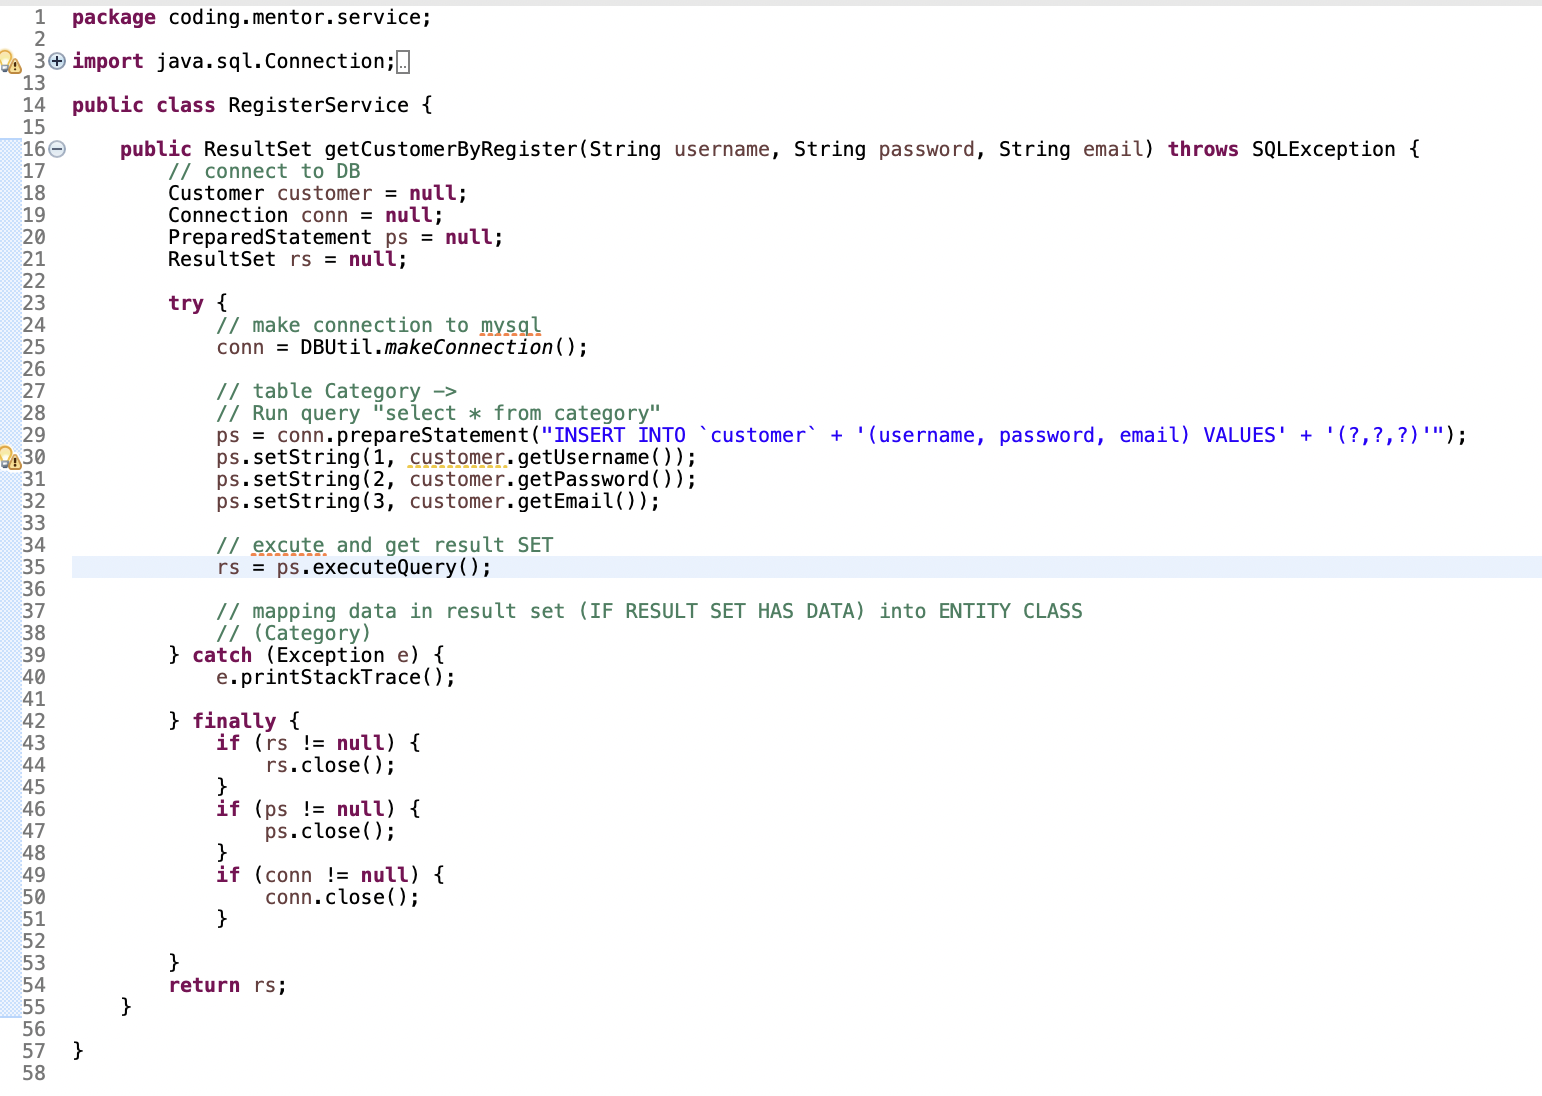 1 package coding.mentor.service;
2
3 import java.sql.Connection;
13
14 public class RegisterService {
15
16 public ResultSet getCustomerByRegister(String username, String password, String email) throws SQLException {
17 // connect to DB
18 Customer customer = null;
19 Connection conn = null;
20 PreparedStatement ps = null;
21 ResultSet rs = null;
22
23 try {
24 // make connection to mysql
25 conn = DBUtil.makeConnection();
26
27 // table Category ->
28 // Run query "select * from category"
29 ps = conn.prepareStatement("INSERT INTO `customer` + '(username, password, email) VALUES' + '(?,?,?)'");
30 ps.setString(1, customer.getUsername());
31 ps.setString(2, customer.getPassword());
32 ps.setString(3, customer.getEmail());
33
34 // excute and get result SET
35 rs = ps.executeQuery();
36
37 // mapping data in result set (IF RESULT SET HAS DATA) into ENTITY CLASS
38 // (Category)
39 } catch (Exception e) {
40 e.printStackTrace();
41
42 } finally {
43 if (rs != null) {
44 rs.close();
45 }
46 if (ps != null) {
47 ps.close();
48 }
49 if (conn != null) {
50 conn.close();
51 }
52
53 }
54 return rs;
55 }
56
57 }
58